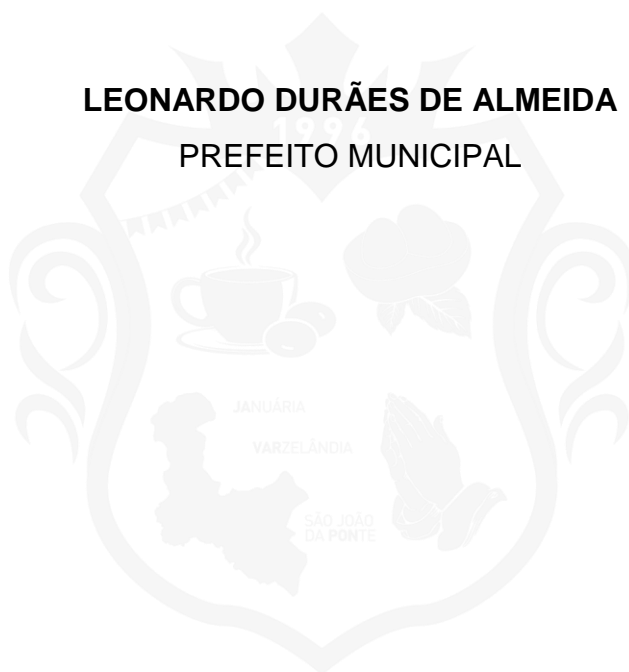 LEONARDO DURÃES DE ALMEIDA
1996
PREFEITO MUNICIPAL
JANUÁRIA
VARZELÂNDIA
SÃO JOÃO
DA PONTE